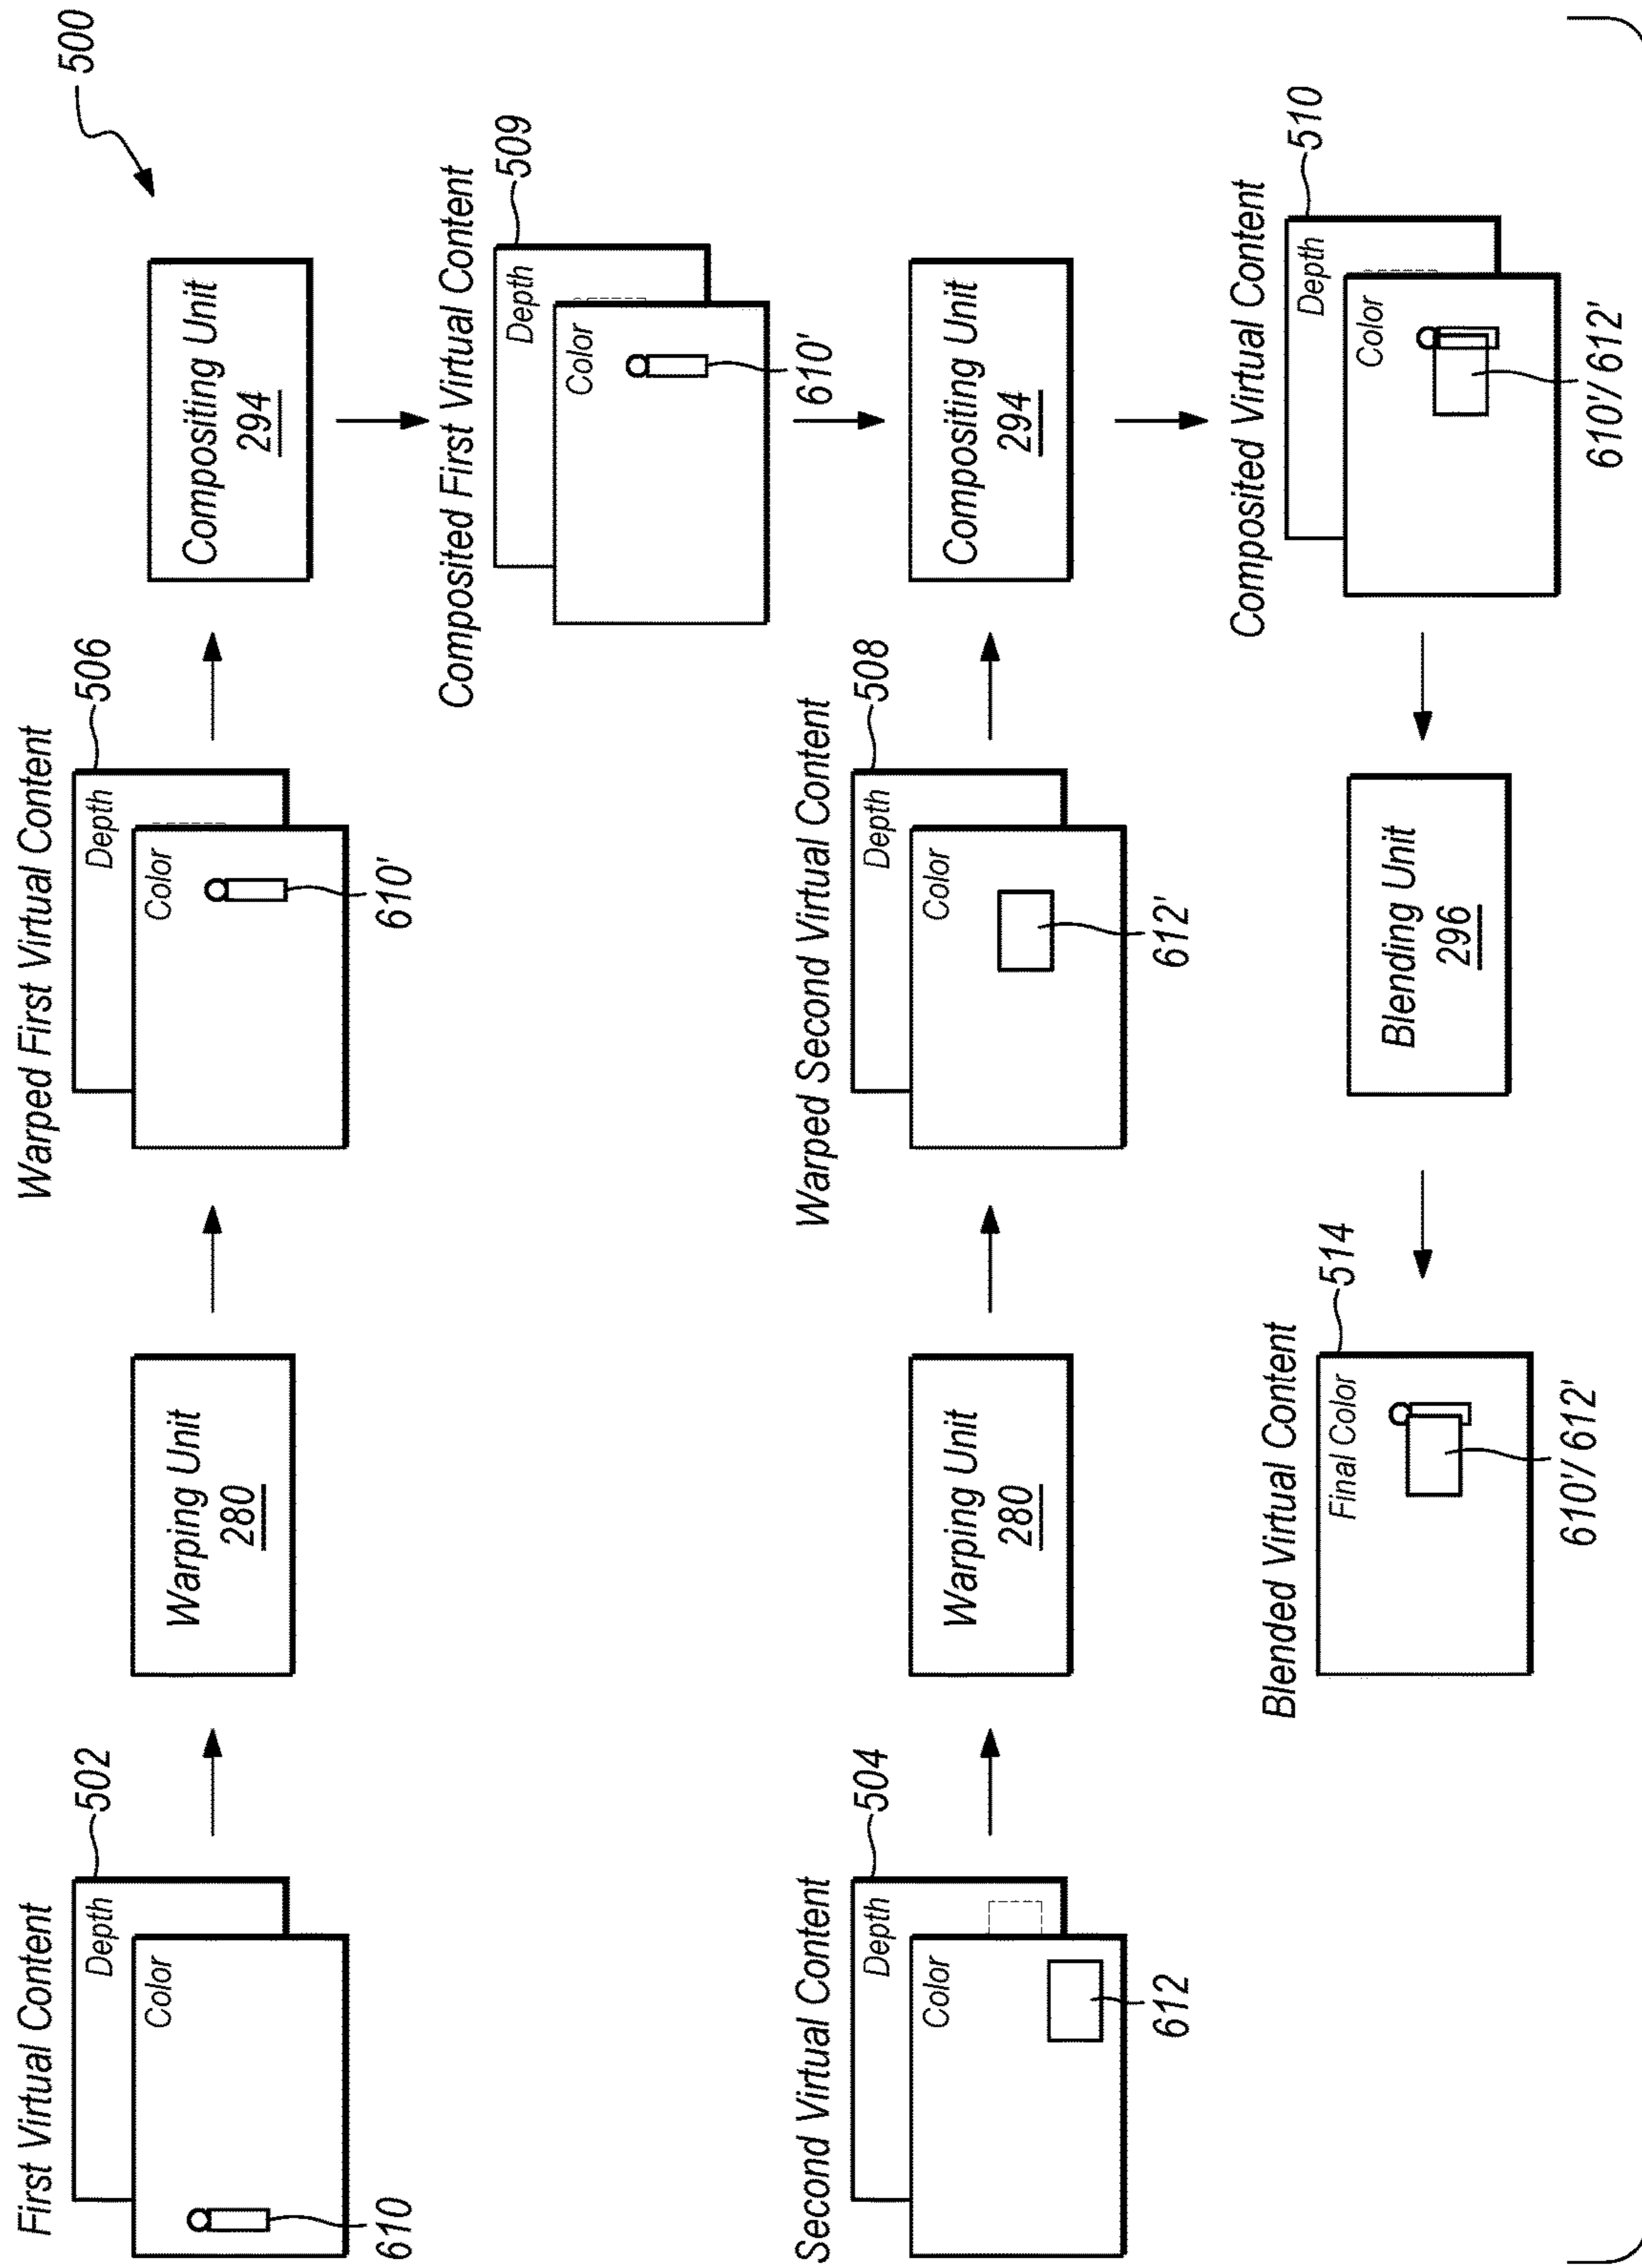 500
First Virtual Content
502
Depth
Color
610
Warping Unit
280
Warped First Virtual Content
506
Depth
Color
610'
Compositing Unit
294
Composited First Virtual Content
509
Depth
Color
610'
Second Virtual Content
504
Depth
Color
612
Warping Unit
280
Warped Second Virtual Content
508
Depth
Color
612'
Compositing Unit
294
Composited Virtual Content
510
Depth
Color
610'/ 612'
Blending Unit
296
Blended Virtual Content
514
Final Color
610'/ 612'